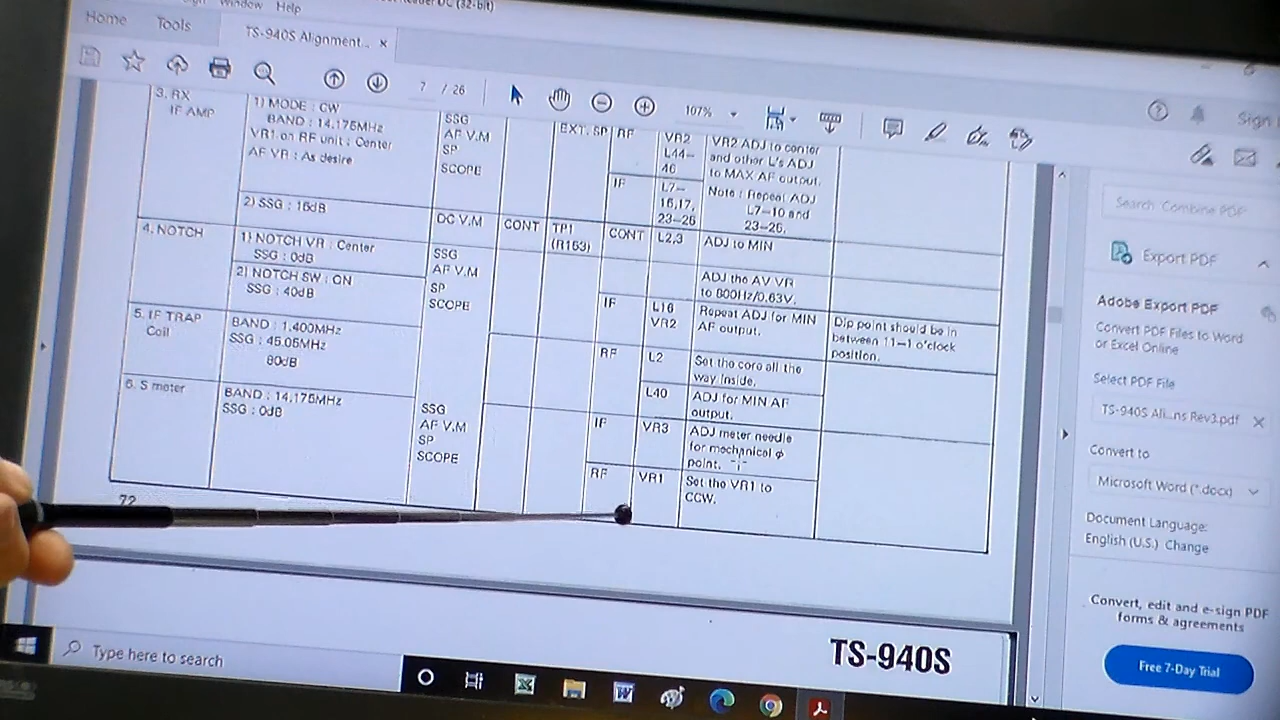 Window Help
(32-bit)
Home
Tools
TS-940S Alignment... ×
7 / 26
107%
Sign
3. RX
IF AMP
1) MODE : CW
BAND : 14.175MHz
VR1 on RF unit : Center
AF VR : As desire
SSG
AF V.M
SP
SCOPE
EXT. SP
RF
VR2
L44-
46
VR2 ADJ to center
and other L's ADJ
to MAX AF output.
IF
L7-
16,17,
23-26
Note : Repeat ADJ
L7-10 and
23-26.
2) SSG : 16dB
4. NOTCH
1) NOTCH VR : Center
SSG : 0dB
DC V.M
CONT
TP1
(R153)
CONT
L2,3
ADJ to MIN
2) NOTCH SW : ON
SSG : 40dB
SSG
AF V.M
SP
SCOPE
ADJ the AV VR
to 800Hz/0.63V.
IF
L16
VR2
Repeat ADJ for MIN
AF output.
Dip point should be in
between 11-1 o'clock
position.
5. IF TRAP
Coil
BAND : 1.400MHz
SSG : 45.05MHz
80dB
RF
L2
Set the core all the
way inside.
L40
ADJ for MIN AF
output.
6. S meter
BAND : 14.175MHz
SSG : 0dB
SSG
AF V.M
SP
SCOPE
IF
VR3
ADJ meter needle
for mechanical ϕ
point.
RF
VR1
Set the VR1 to
CCW.
72
TS-940S
Search 'Combine PDF'
Export PDF
Adobe Export PDF
Convert PDF Files to Word
or Excel Online
Select PDF File
TS-940S Ali...ns Rev3.pdf ×
Convert to
Microsoft Word (*.docx)
Document Language:
English (U.S.) Change
Convert, edit and e-sign PDF
forms & agreements
Free 7-Day Trial
Type here to search